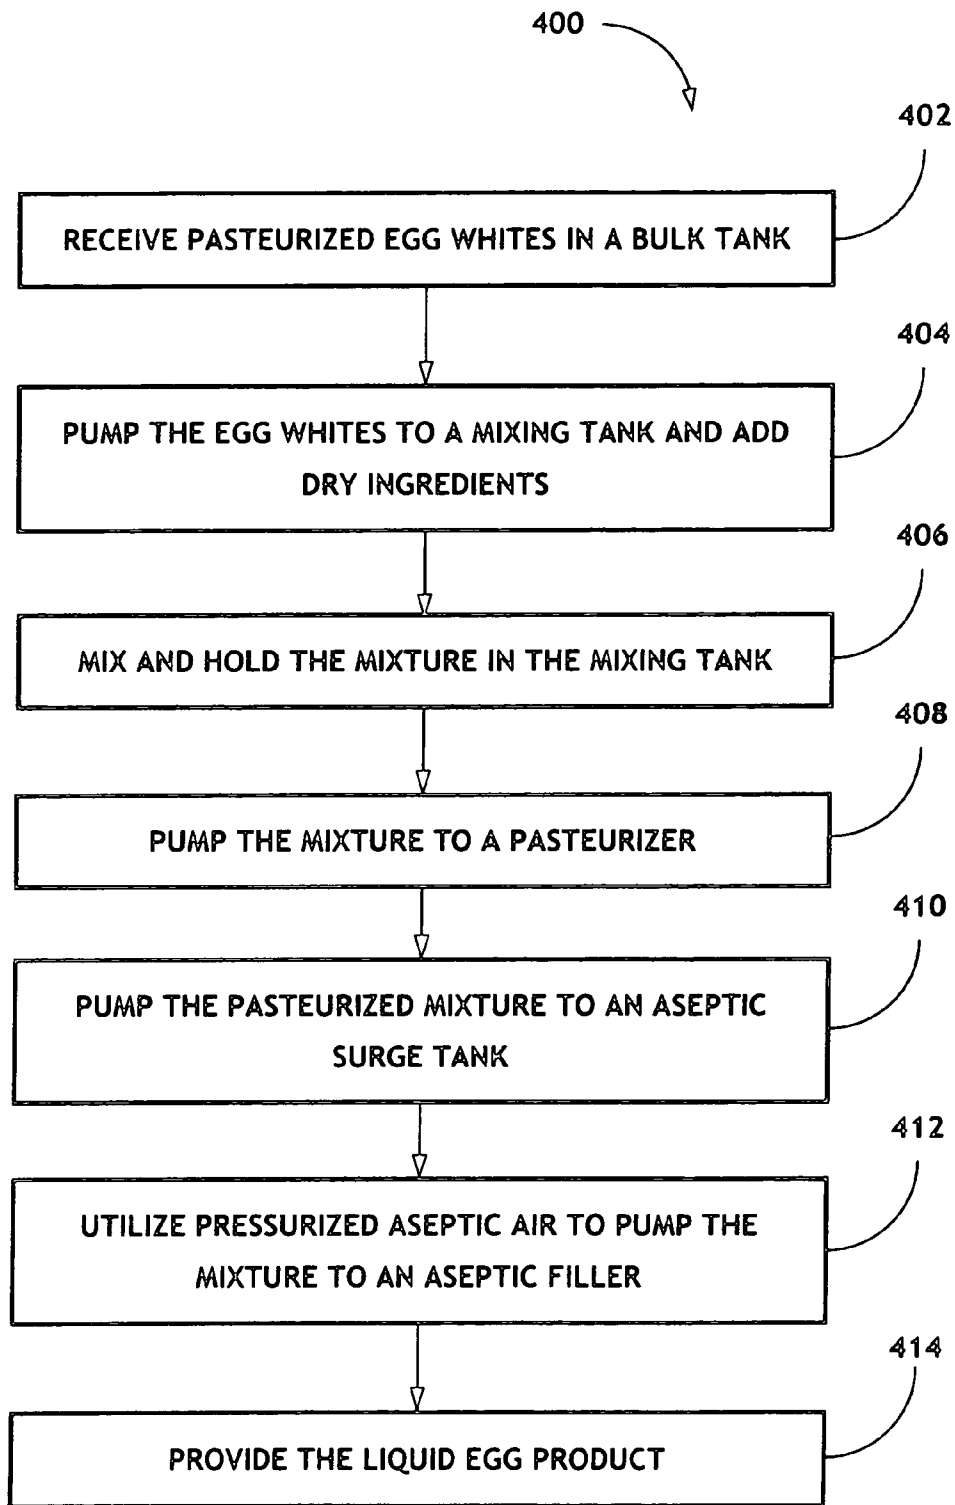 400
402
RECEIVE PASTEURIZED EGG WHITES IN A BULK TANK
404
PUMP THE EGG WHITES TO A MIXING TANK AND ADD
DRY INGREDIENTS
406
MIX AND HOLD THE MIXTURE IN THE MIXING TANK
408
PUMP THE MIXTURE TO A PASTEURIZER
410
PUMP THE PASTEURIZED MIXTURE TO AN ASEPTIC
SURGE TANK
412
UTILIZE PRESSURIZED ASEPTIC AIR TO PUMP THE
MIXTURE TO AN ASEPTIC FILLER
414
PROVIDE THE LIQUID EGG PRODUCT